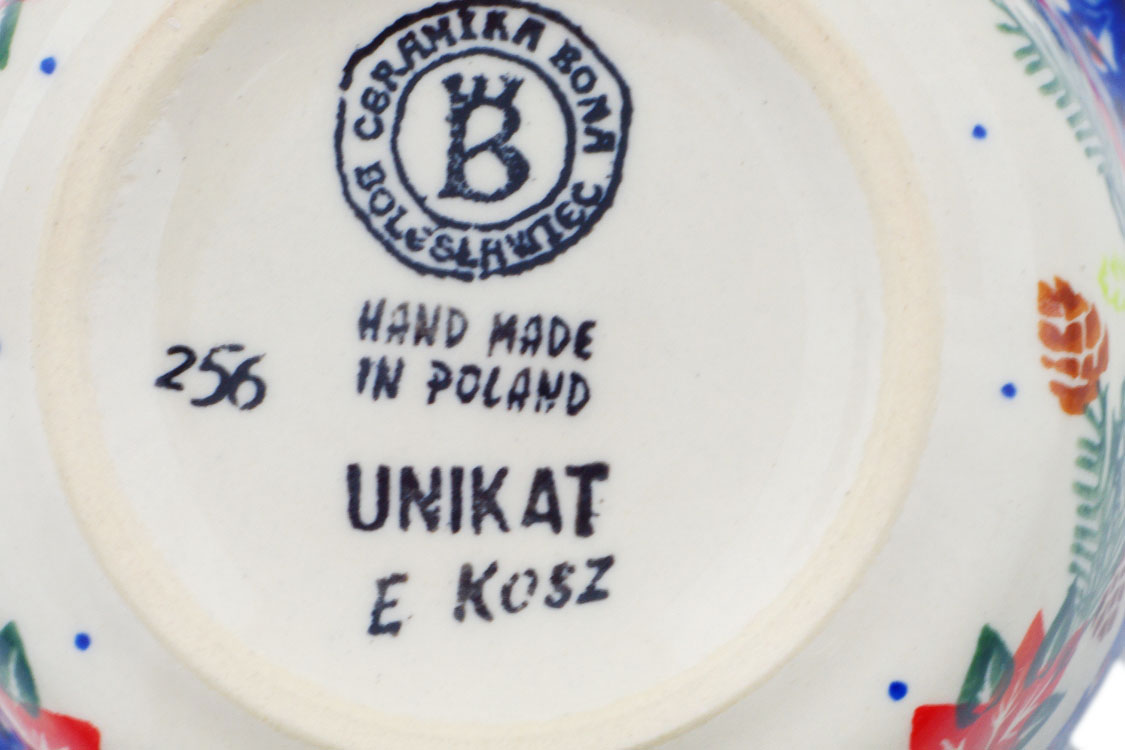 CERAMIKA BONA
B
BOLESŁAWIEC
HAND MADE
IN POLAND
256
UNIKAT
E KOSZ